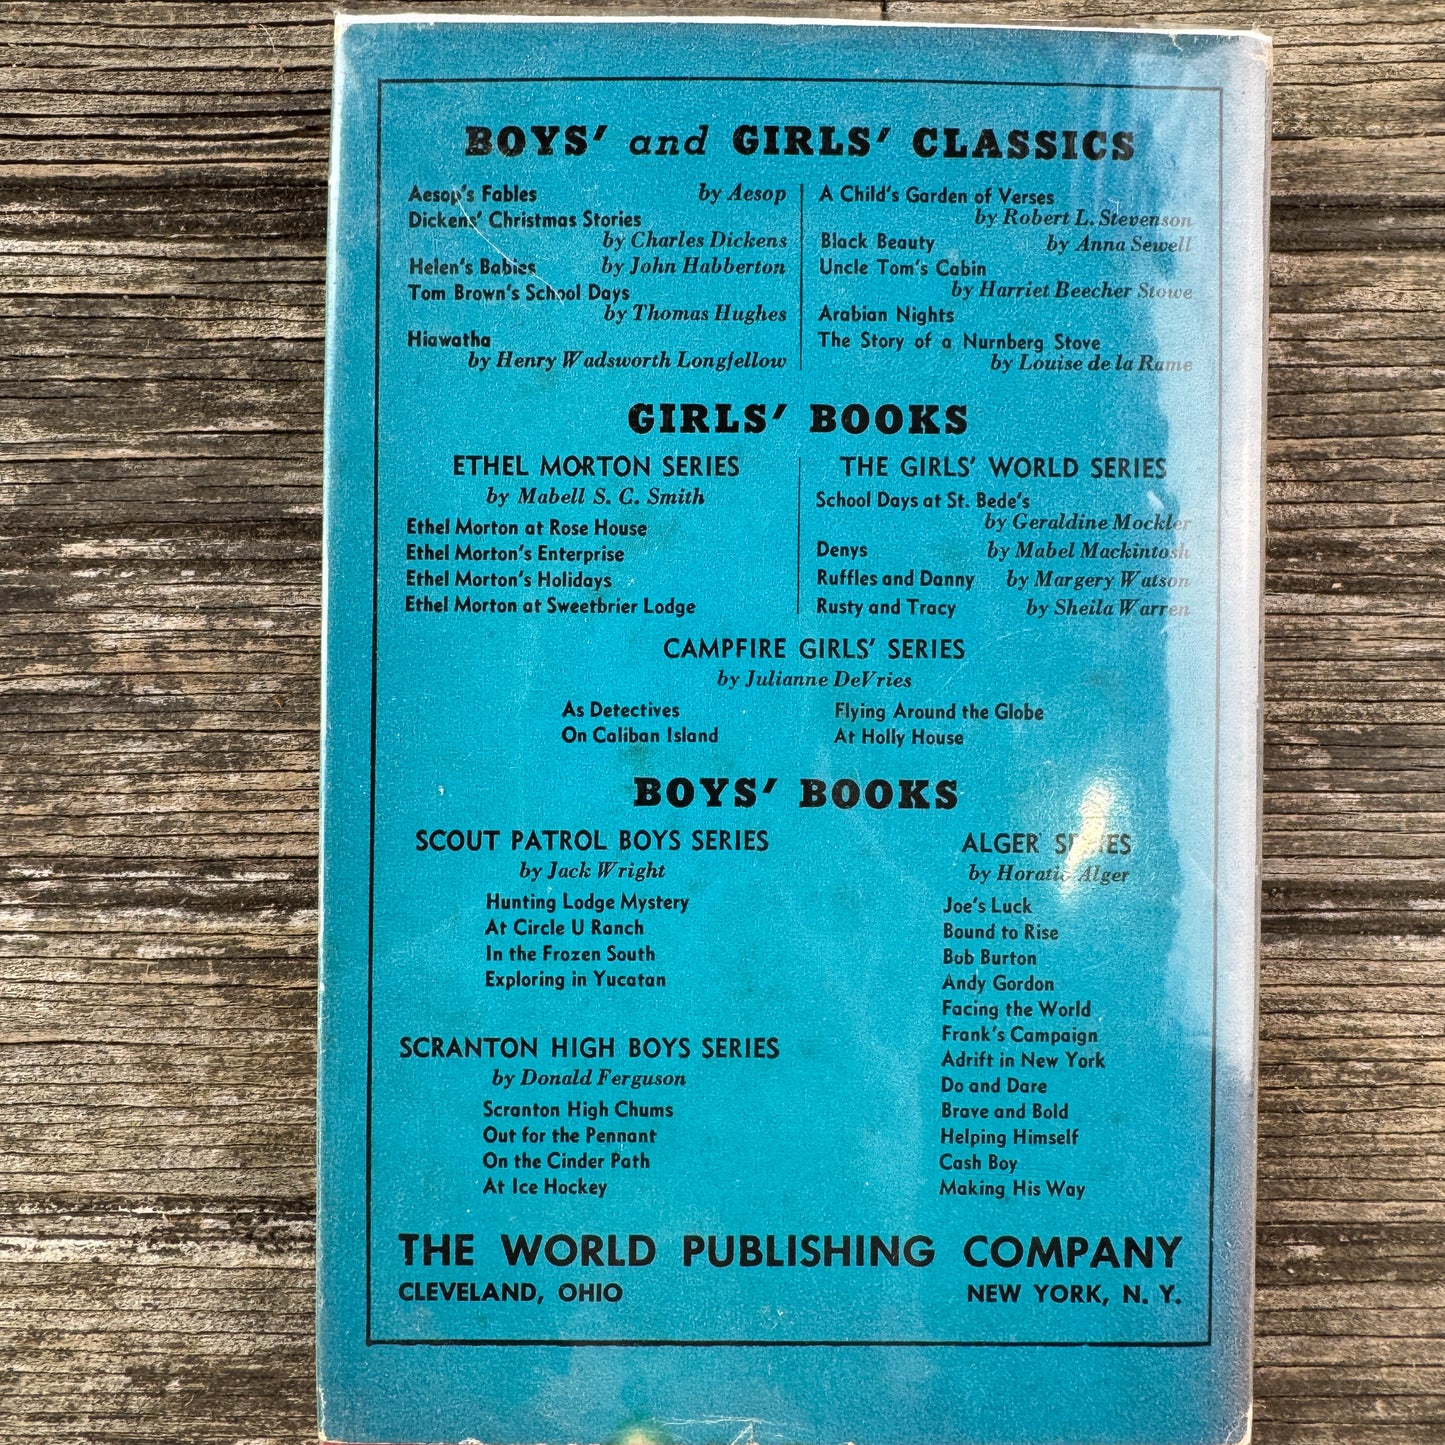 BOYS' and GIRLS' CLASSICS
Aesop's Fables by Aesop
Dickens' Christmas Stories
by Charles Dickens
Helen's Babies by John Habberton
Tom Brown's School Days
by Thomas Hughes
Hiawatha
by Henry Wadsworth Longfellow
A Child's Garden of Verses
by Robert L. Stevenson
Black Beauty by Anna Sewell
Uncle Tom's Cabin
by Harriet Beecher Stowe
Arabian Nights
The Story of a Nurnberg Stove
by Louise de la Rame
GIRLS' BOOKS
ETHEL MORTON SERIES
by Mabell S. C. Smith
Ethel Morton at Rose House
Ethel Morton's Enterprise
Ethel Morton's Holidays
Ethel Morton at Sweetbrier Lodge
THE GIRLS' WORLD SERIES
School Days at St. Bede's
by Geraldine Mockler
Denys by Mabel Mackintosh
Ruffles and Danny by Margery Watson
Rusty and Tracy by Sheila Warren
CAMPFIRE GIRLS' SERIES
by Julianne DeVries
As Detectives
On Caliban Island
Flying Around the Globe
At Holly House
BOYS' BOOKS
SCOUT PATROL BOYS SERIES
by Jack Wright
Hunting Lodge Mystery
At Circle U Ranch
In the Frozen South
Exploring in Yucatan
SCRANTON HIGH BOYS SERIES
by Donald Ferguson
Scranton High Chums
Out for the Pennant
On the Cinder Path
At Ice Hockey
ALGER SERIES
by Horatio Alger
Joe's Luck
Bound to Rise
Bob Burton
Andy Gordon
Facing the World
Frank's Campaign
Adrift in New York
Do and Dare
Brave and Bold
Helping Himself
Cash Boy
Making His Way
THE WORLD PUBLISHING COMPANY
CLEVELAND, OHIO NEW YORK, N. Y.